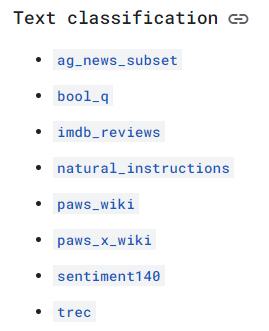 Text classification
ag_news_subset
bool_q
imdb_reviews
natural_instructions
paws_wiki
paws_x_wiki
sentiment140
trec